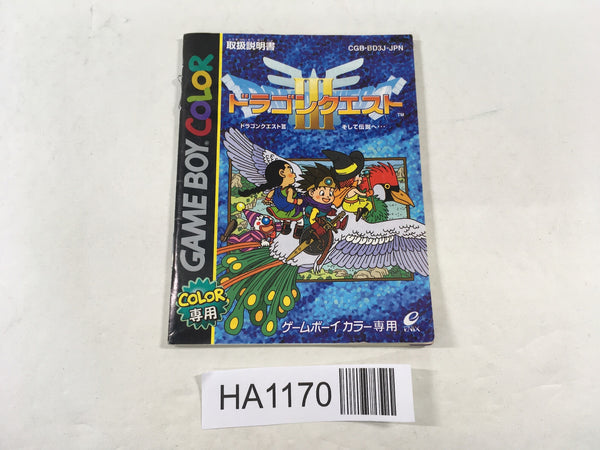 取扱説明書
CGB-BD3J-JPN
GAME BOY COLOR
III
ドラゴンクエスト
TM
ドラゴンクエストIII
そして伝説へ…
COLOR
専用
ゲームボーイカラー専用
e
ENIX
HA1170